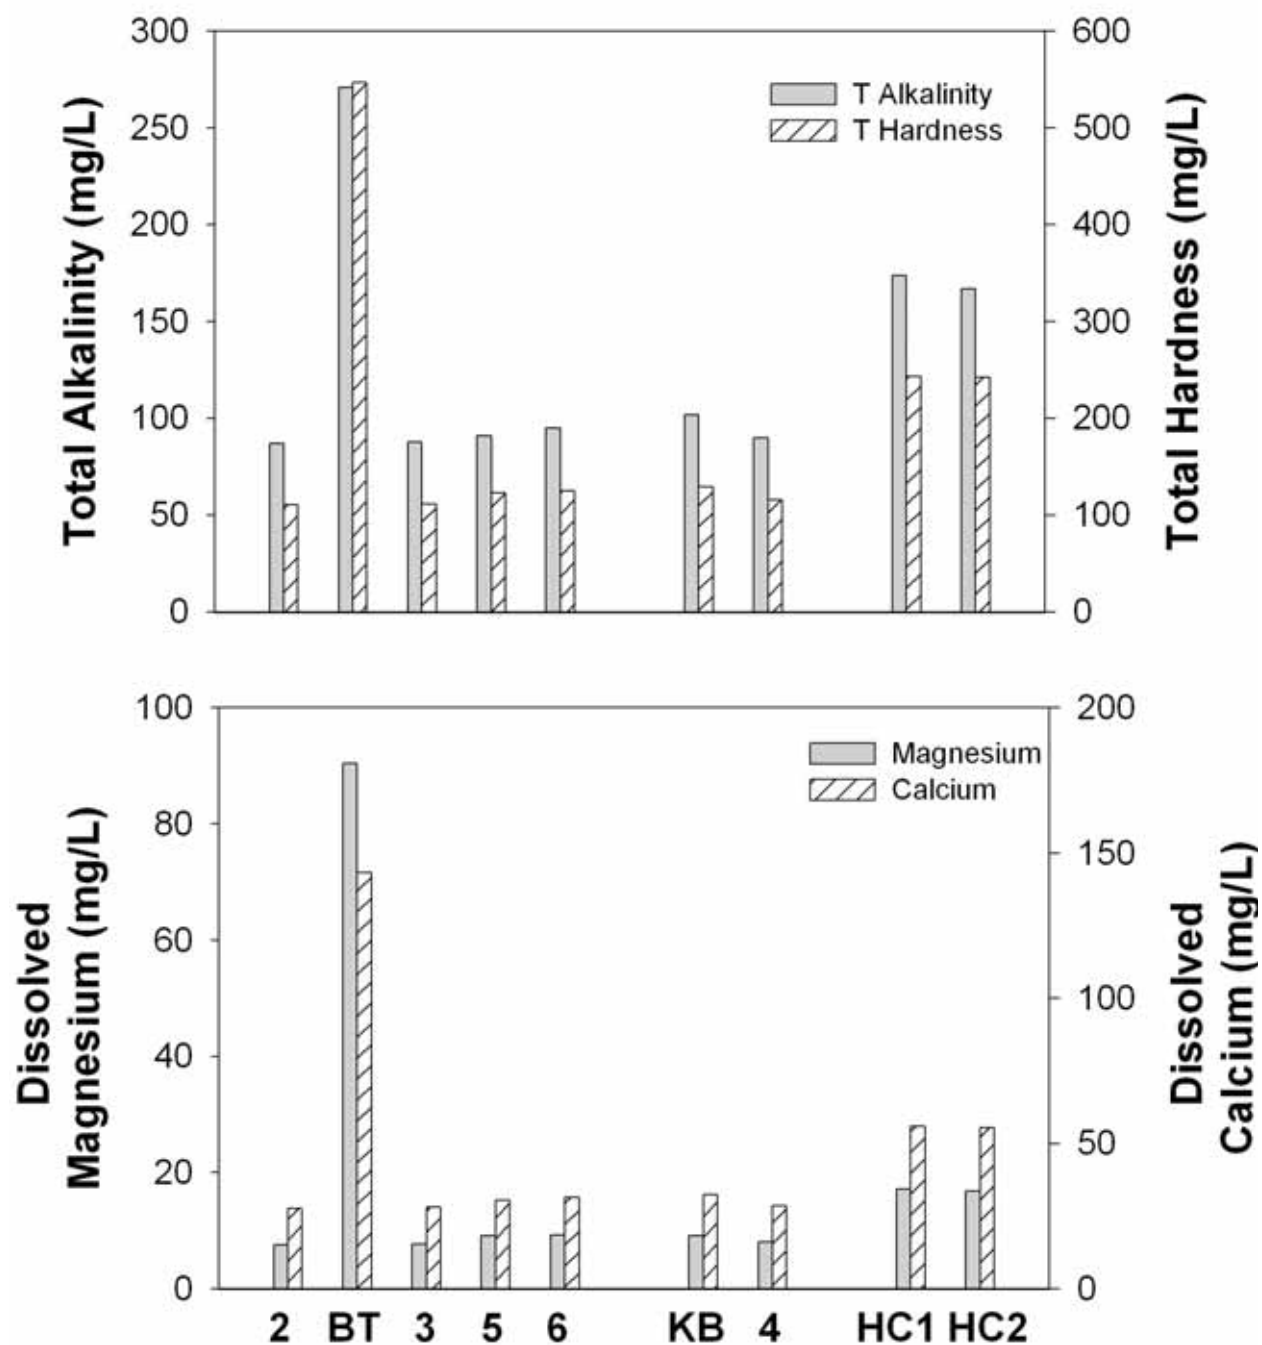 300
250
200
150
100
50
0
Total Alkalinity (mg/L)
T Alkalinity
T Hardness
600
500
400
300
200
100
0
Total Hardness (mg/L)
100
80
60
40
20
0
Dissolved
Magnesium (mg/L)
Magnesium
Calcium
200
150
100
50
0
Dissolved
Calcium (mg/L)
2 BT 3 5 6 KB 4 HC1 HC2